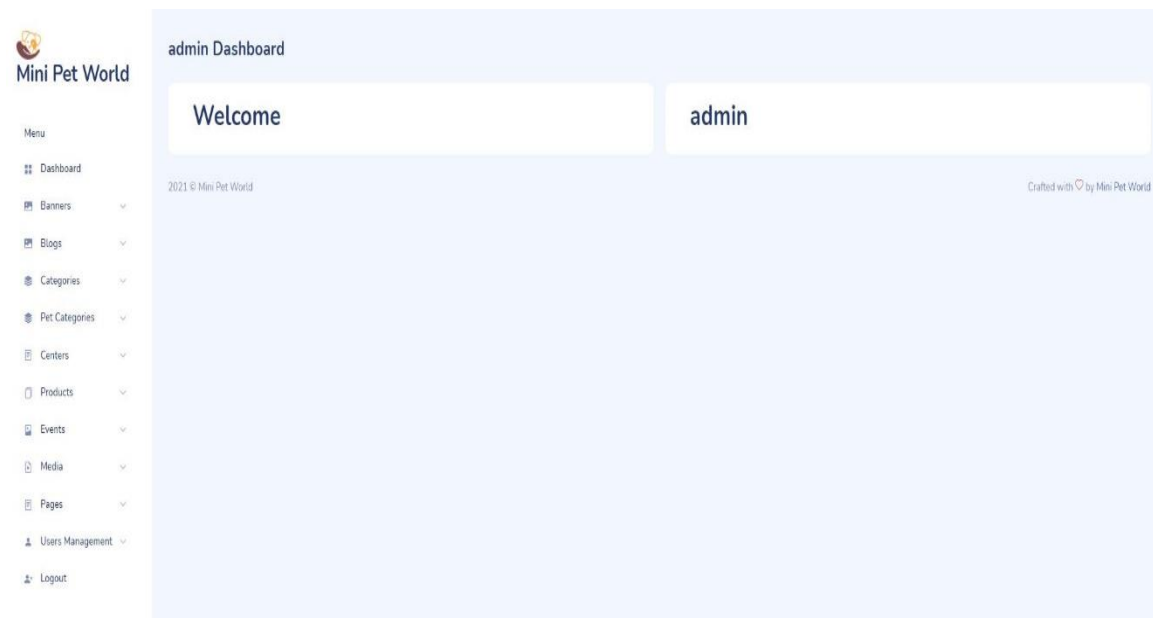 Mini Pet World
Menu
Dashboard
Banners
Blogs
Categories
Pet Categories
Centers
Products
Events
Media
Pages
Users Management
Logout
admin Dashboard
Welcome
admin
2021 © Mini Pet World
Crafted with ♡ by Mini Pet World